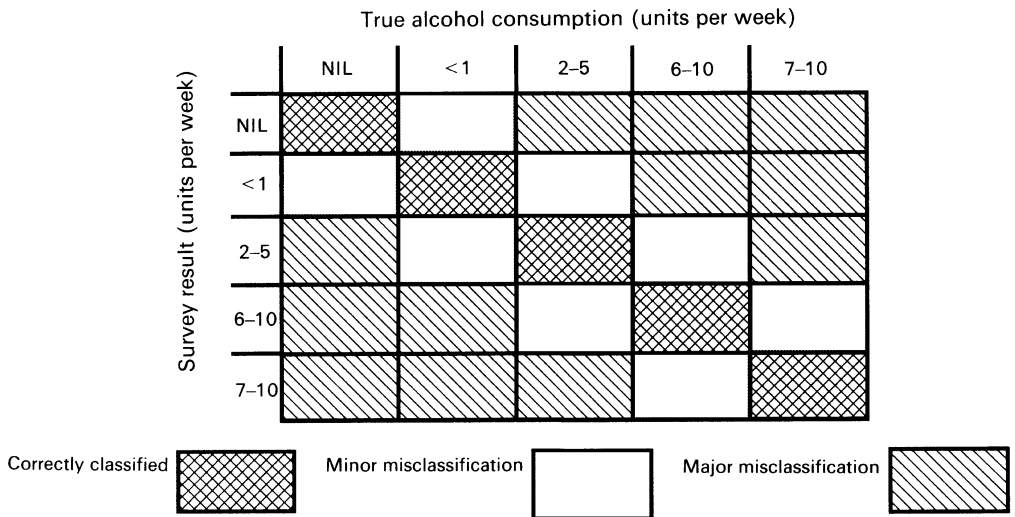 True alcohol consumption (units per week)
NIL <1 2–5 6–10 7–10
Survey result (units per week)
NIL
<1
2–5
6–10
7–10
Correctly classified Minor misclassification Major misclassification